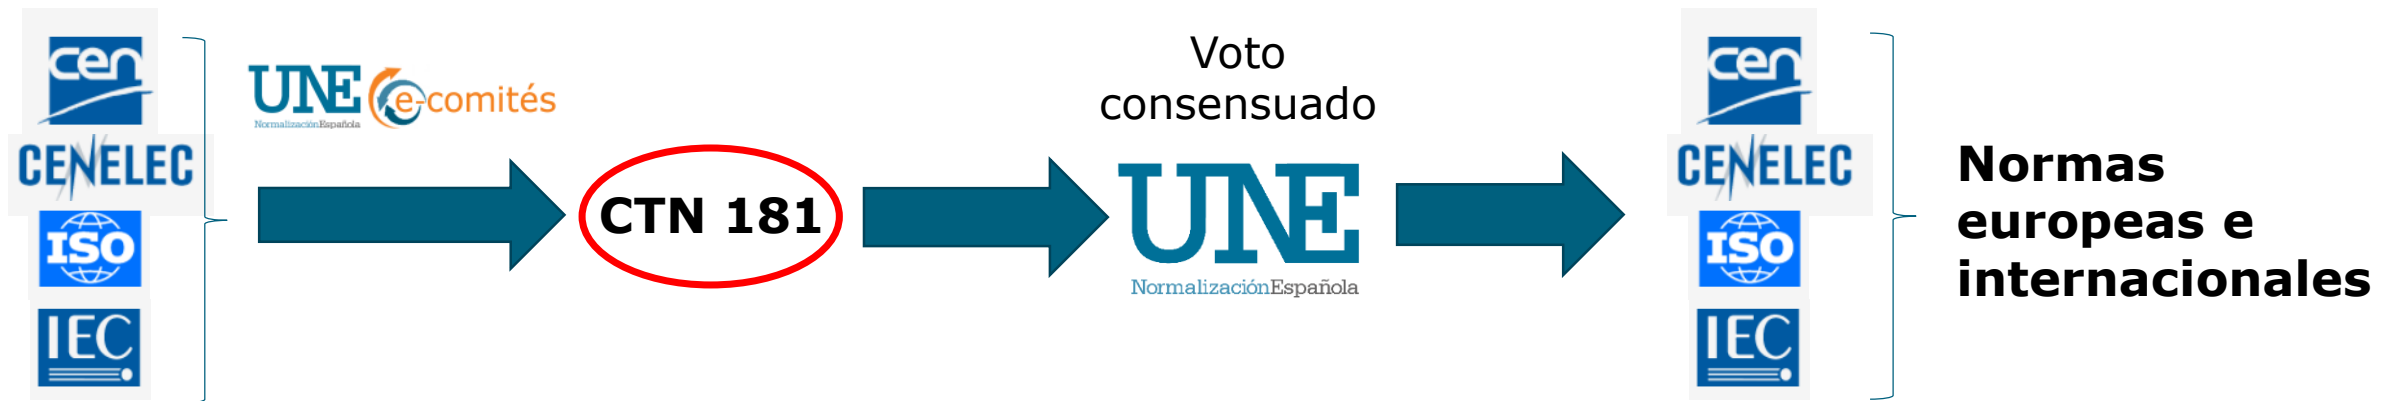 cen
CENELEC
ISO
IEC
UNE
NormalizaciónEspañola
e-comités
CTN 181
Voto
consensuado
UNE
NormalizaciónEspañola
cen
CENELEC
ISO
IEC
Normas
europeas e
internacionales